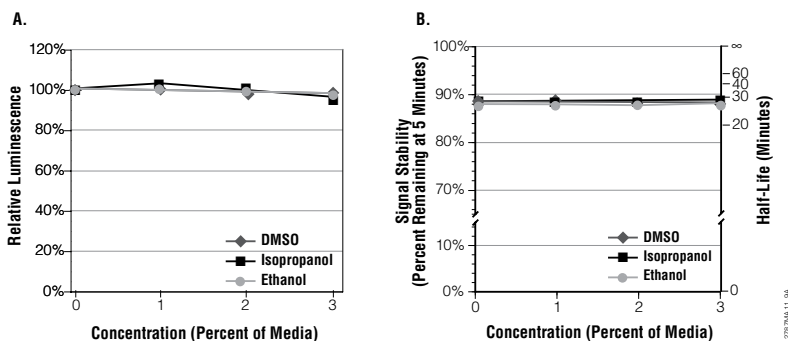 A.
Relative Luminescence
120%
100%
80%
60%
40%
20%
0%
DMSO
Isopropanol
Ethanol
0 1 2 3
Concentration (Percent of Media)
B.
Signal Stability
(Percent Remaining at 5 Minutes)
100%
90%
80%
70%
10%
0%
DMSO
Isopropanol
Ethanol
∞
60
40
30
20
0
Half-Life (Minutes)
0 1 2 3
Concentration (Percent of Media)